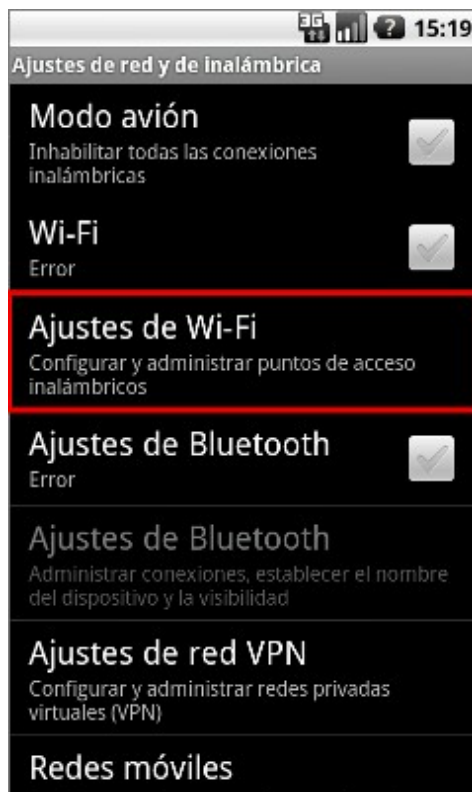 3G 15:19
Ajustes de red y de inalámbrica
Modo avión
Inhabilitar todas las conexiones
inalámbricas
Wi-Fi
Error
Ajustes de Wi-Fi
Configurar y administrar puntos de acceso
inalámbricos
Ajustes de Bluetooth
Error
Ajustes de Bluetooth
Administrar conexiones, establecer el nombre
del dispositivo y la visibilidad
Ajustes de red VPN
Configurar y administrar redes privadas
virtuales (VPN)
Redes móviles